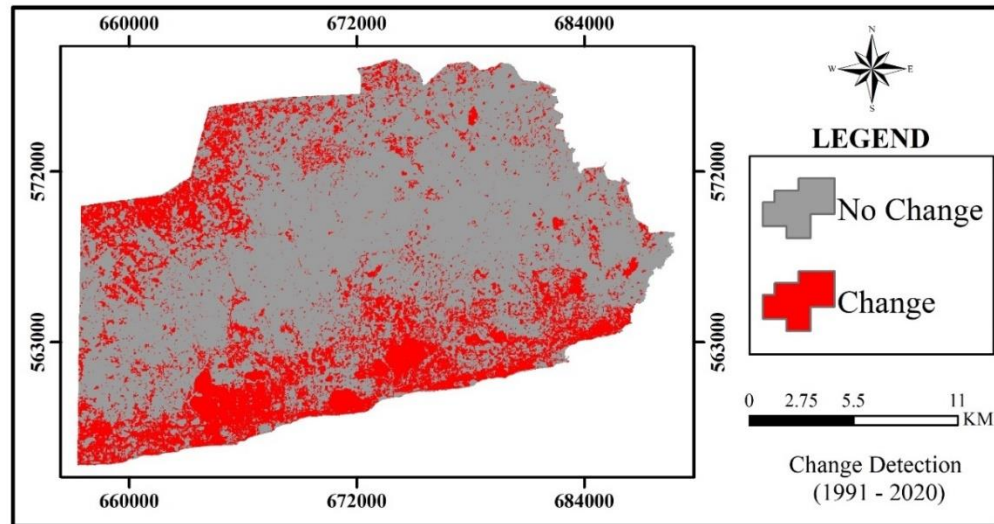 660000 672000 684000
N
W E
S
LEGEND
572000 572000
No Change
Change
563000 563000
0 2.75 5.5 11
KM
660000 672000 684000
Change Detection
(1991 - 2020)